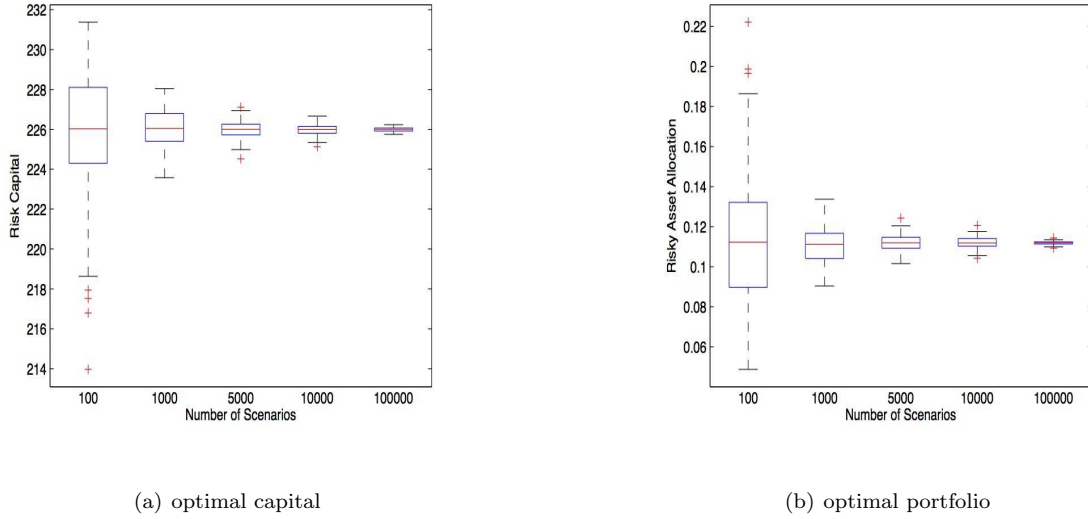 232
230
228
226
224
222
220
218
216
214
Risk Capital
100 1000 5000 10000 100000
Number of Scenarios
(a) optimal capital
0.22
0.2
0.18
0.16
0.14
0.12
0.1
0.08
0.06
Risky Asset Allocation
100 1000 5000 10000 100000
Number of Scenarios
(b) optimal portfolio